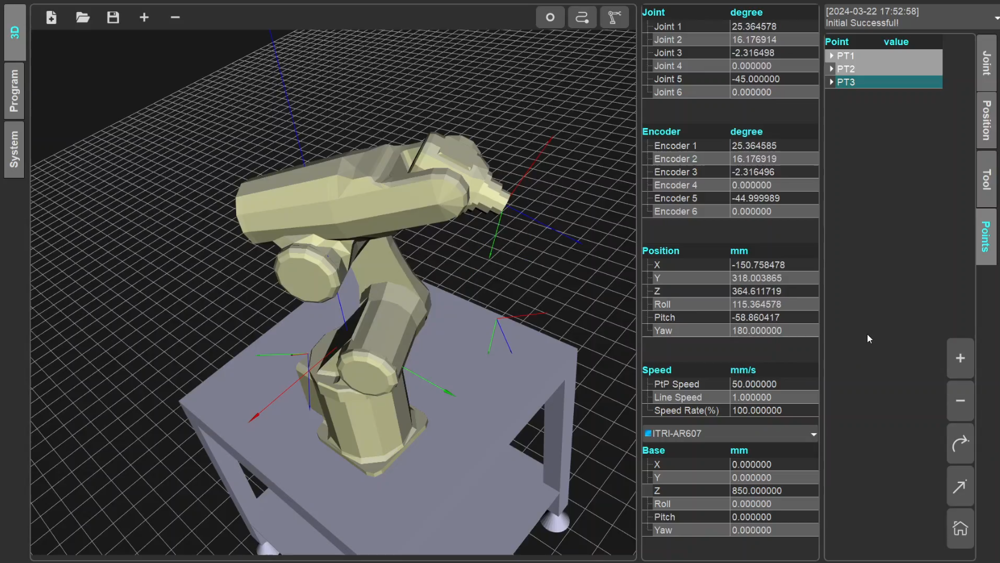 3D
Program
System
Joint degree
Joint 1 25.364578
Joint 2 16.176914
Joint 3 -2.316498
Joint 4 0.000000
Joint 5 -45.000000
Joint 6 0.000000
Encoder degree
Encoder 1 25.364585
Encoder 2 16.176919
Encoder 3 -2.316496
Encoder 4 0.000000
Encoder 5 -44.999989
Encoder 6 0.000000
Position mm
X -150.758478
Y 318.003865
Z 364.611719
Roll 115.364578
Pitch -58.860417
Yaw 180.000000
Speed mm/s
PtP Speed 50.000000
Line Speed 1.000000
Speed Rate(%) 100.000000
ITRI-AR607
Base mm
X 0.000000
Y 0.000000
Z 850.000000
Roll 0.000000
Pitch 0.000000
Yaw 0.000000
[2024-03-22 17:52:58]
Initial Successful!
Point value
PT1
PT2
PT3
Joint
Position
Tool
Points